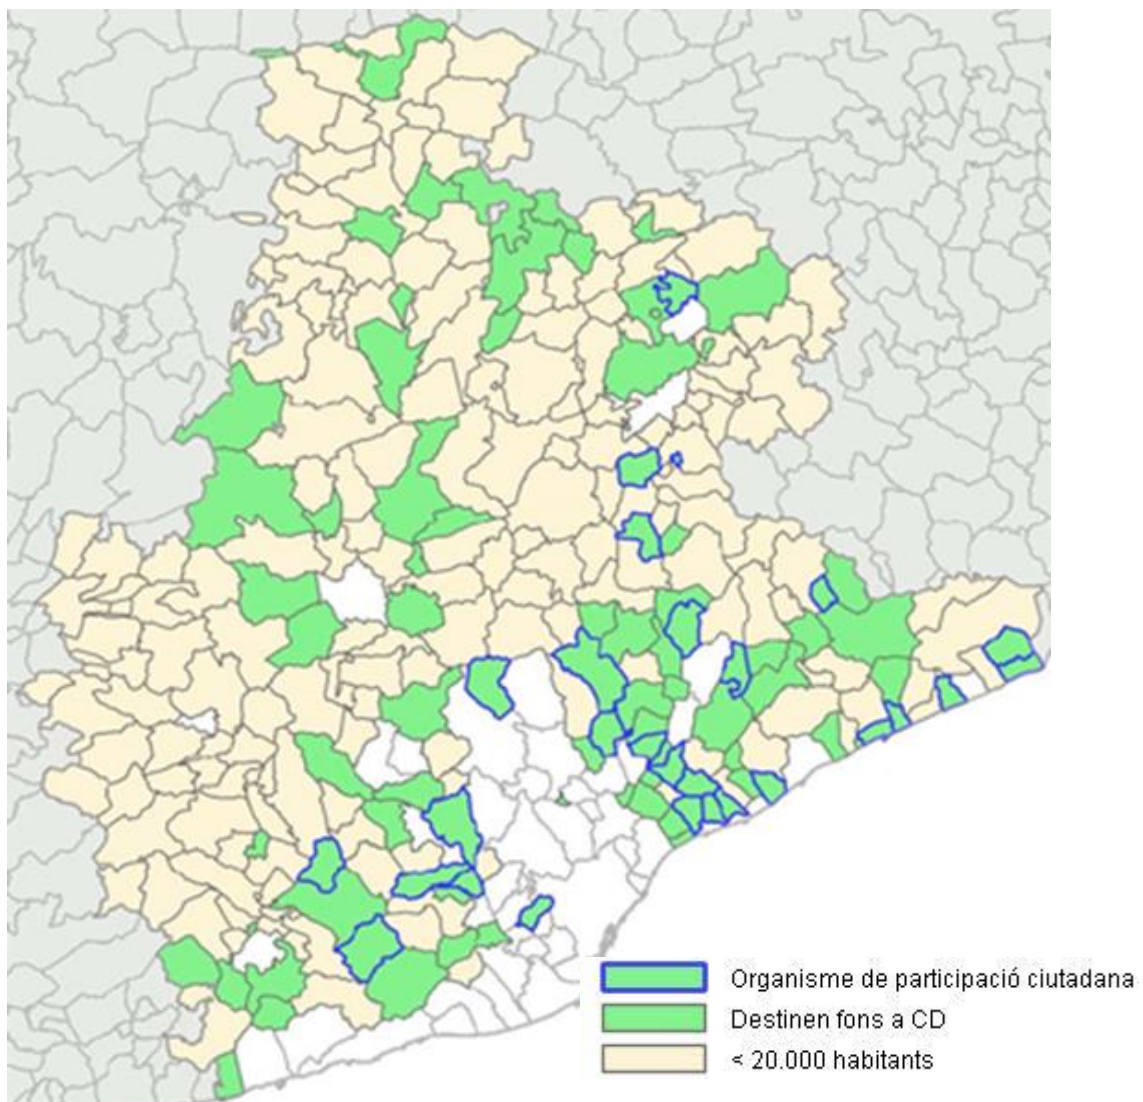 Organisme de participació ciutadana
Destinen fons a CD
< 20.000 habitants